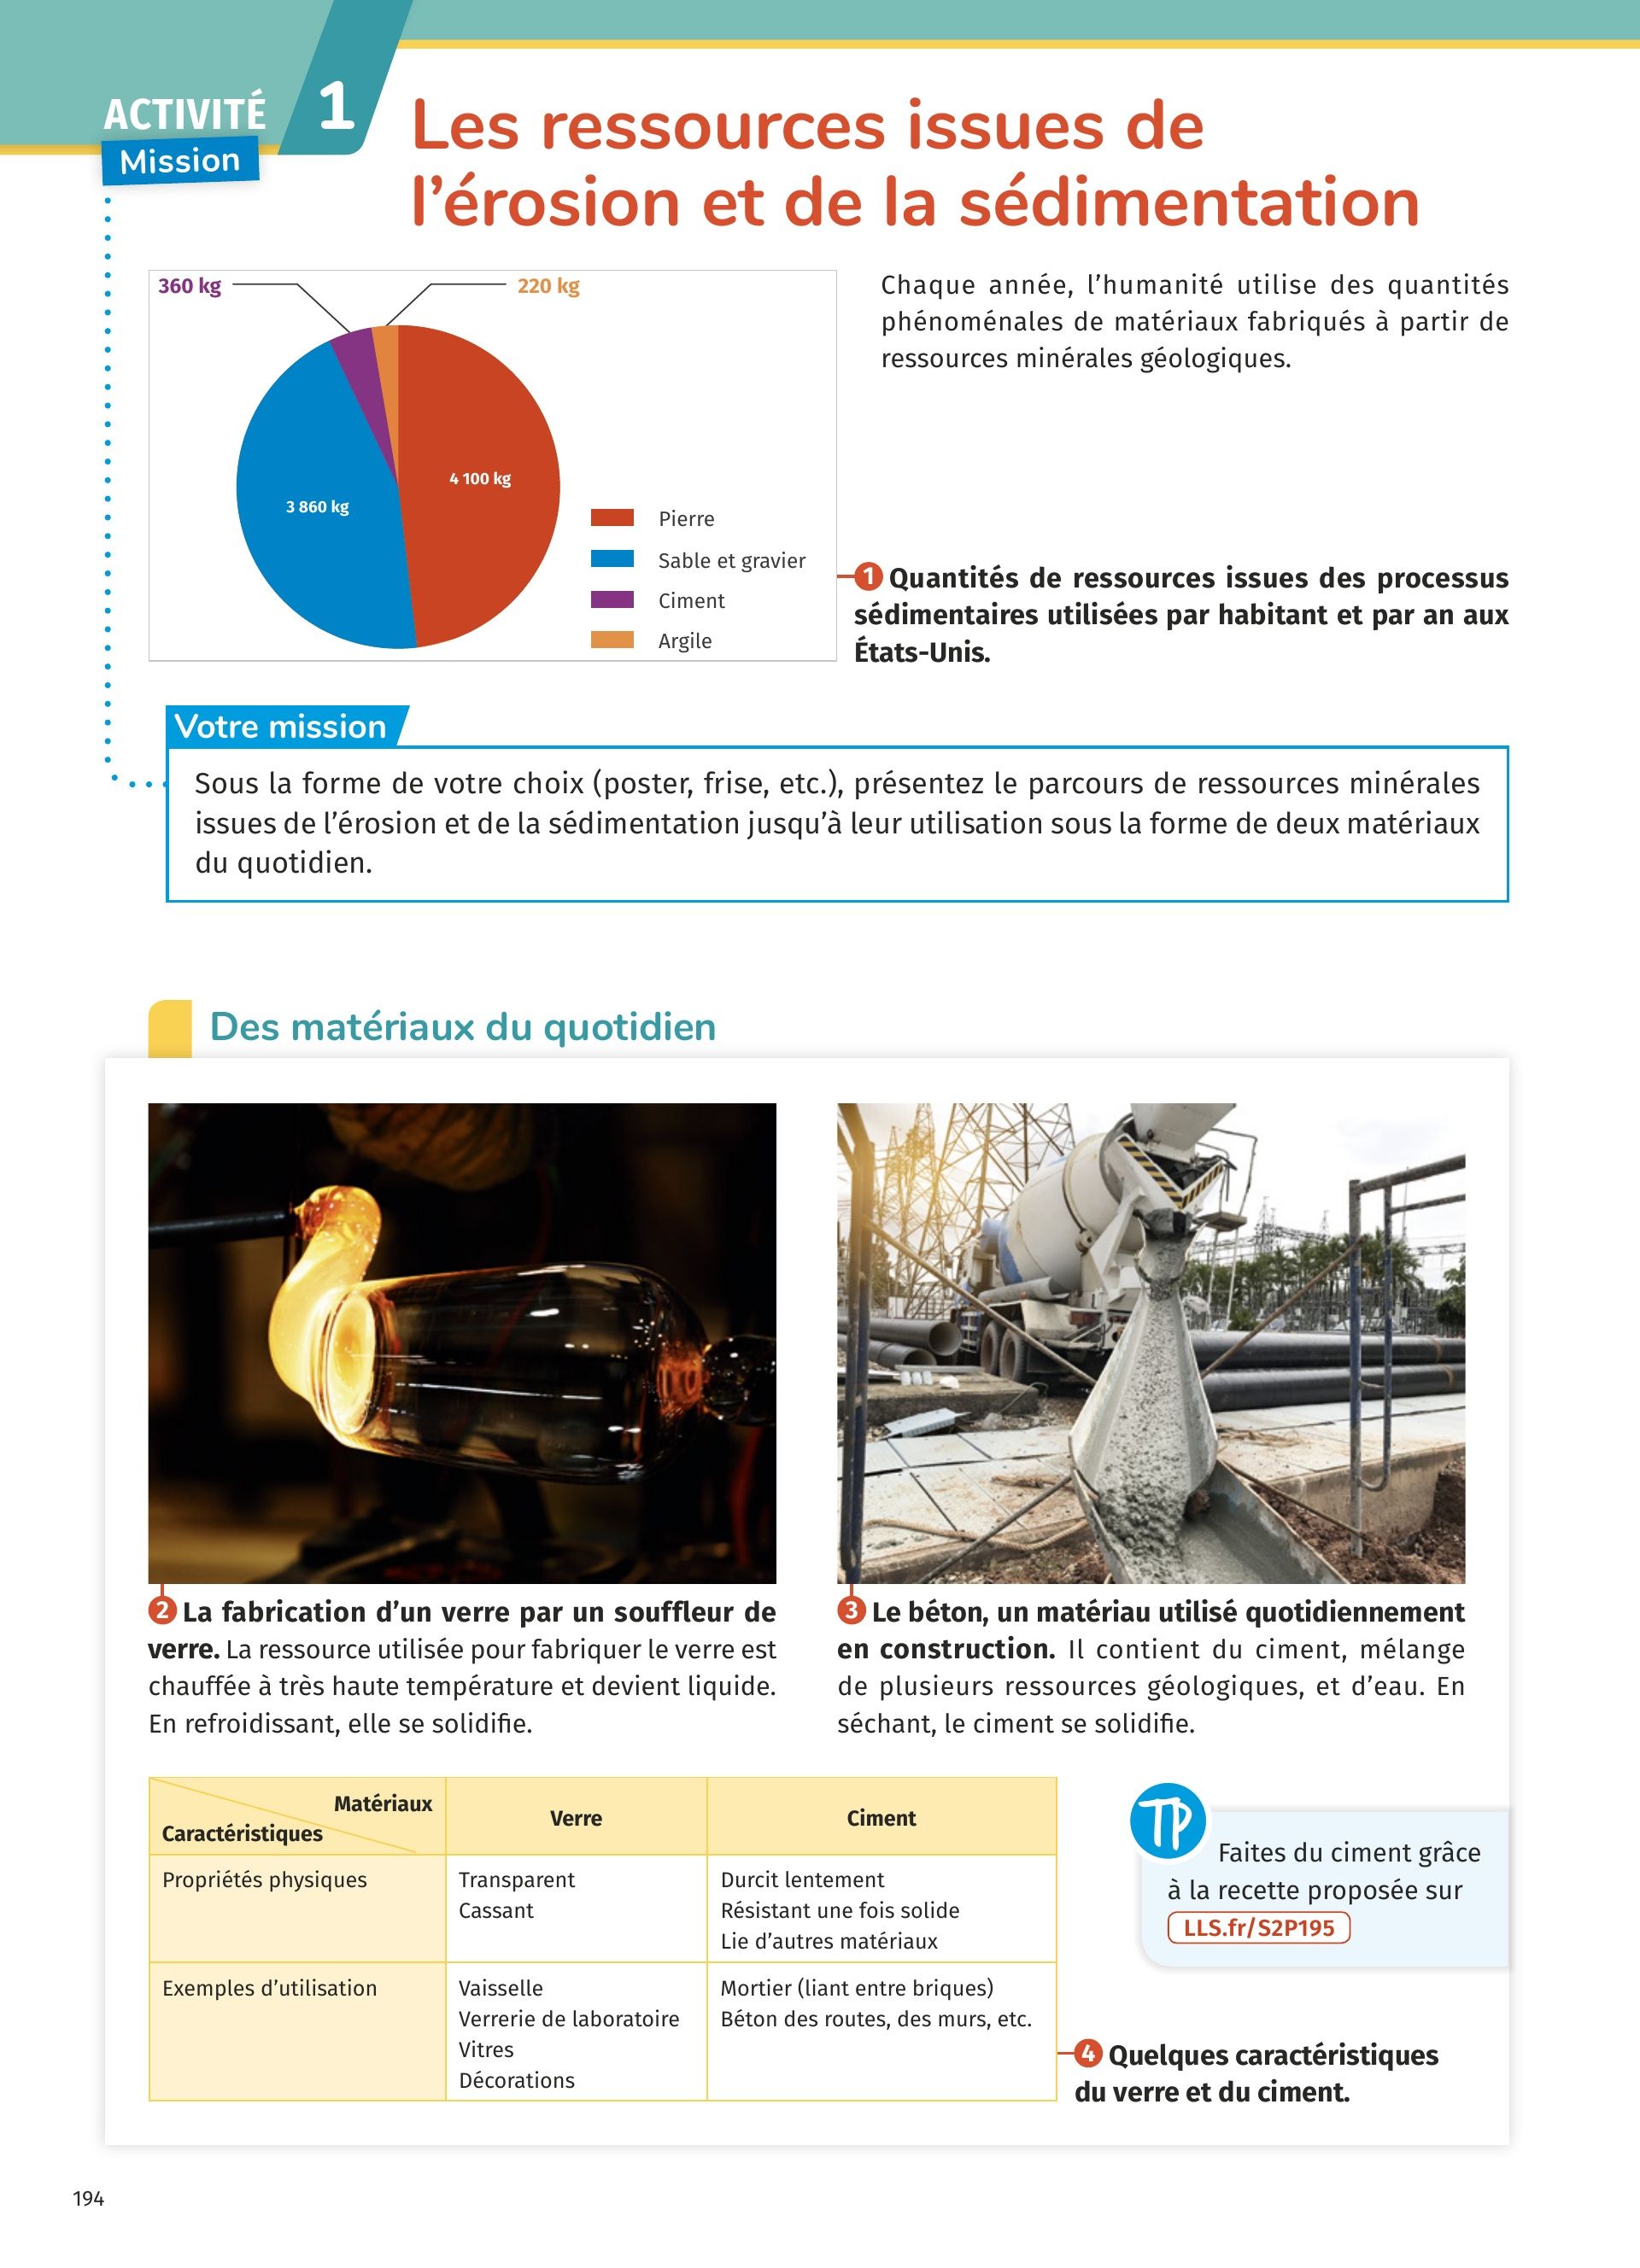 ACTIVITÉ 1
Mission
Les ressources issues de
l'érosion et de la sédimentation
360 kg
220 kg
4 100 kg
3 860 kg
Pierre
Sable et gravier
Ciment
Argile
Chaque année, l'humanité utilise des quantités
phénoménales de matériaux fabriqués à partir de
ressources minérales géologiques.
1 Quantités de ressources issues des processus
sédimentaires utilisées par habitant et par an aux
États-Unis.
Votre mission
Sous la forme de votre choix (poster, frise, etc.), présentez le parcours de ressources minérales
issues de l'érosion et de la sédimentation jusqu'à leur utilisation sous la forme de deux matériaux
du quotidien.
Des matériaux du quotidien
2 La fabrication d'un verre par un souffleur de
verre. La ressource utilisée pour fabriquer le verre est
chauffée à très haute température et devient liquide.
En refroidissant, elle se solidifie.
3 Le béton, un matériau utilisé quotidiennement
en construction. Il contient du ciment, mélange
de plusieurs ressources géologiques, et d'eau. En
séchant, le ciment se solidifie.
Matériaux
Caractéristiques
Verre
Ciment
Propriétés physiques
Transparent
Cassant
Durcit lentement
Résistant une fois solide
Lie d'autres matériaux
Exemples d'utilisation
Vaisselle
Verrerie de laboratoire
Vitres
Décorations
Mortier (liant entre briques)
Béton des routes, des murs, etc.
TP
Faites du ciment grâce
à la recette proposée sur
LLS.fr/S2P195
4 Quelques caractéristiques
du verre et du ciment.
194